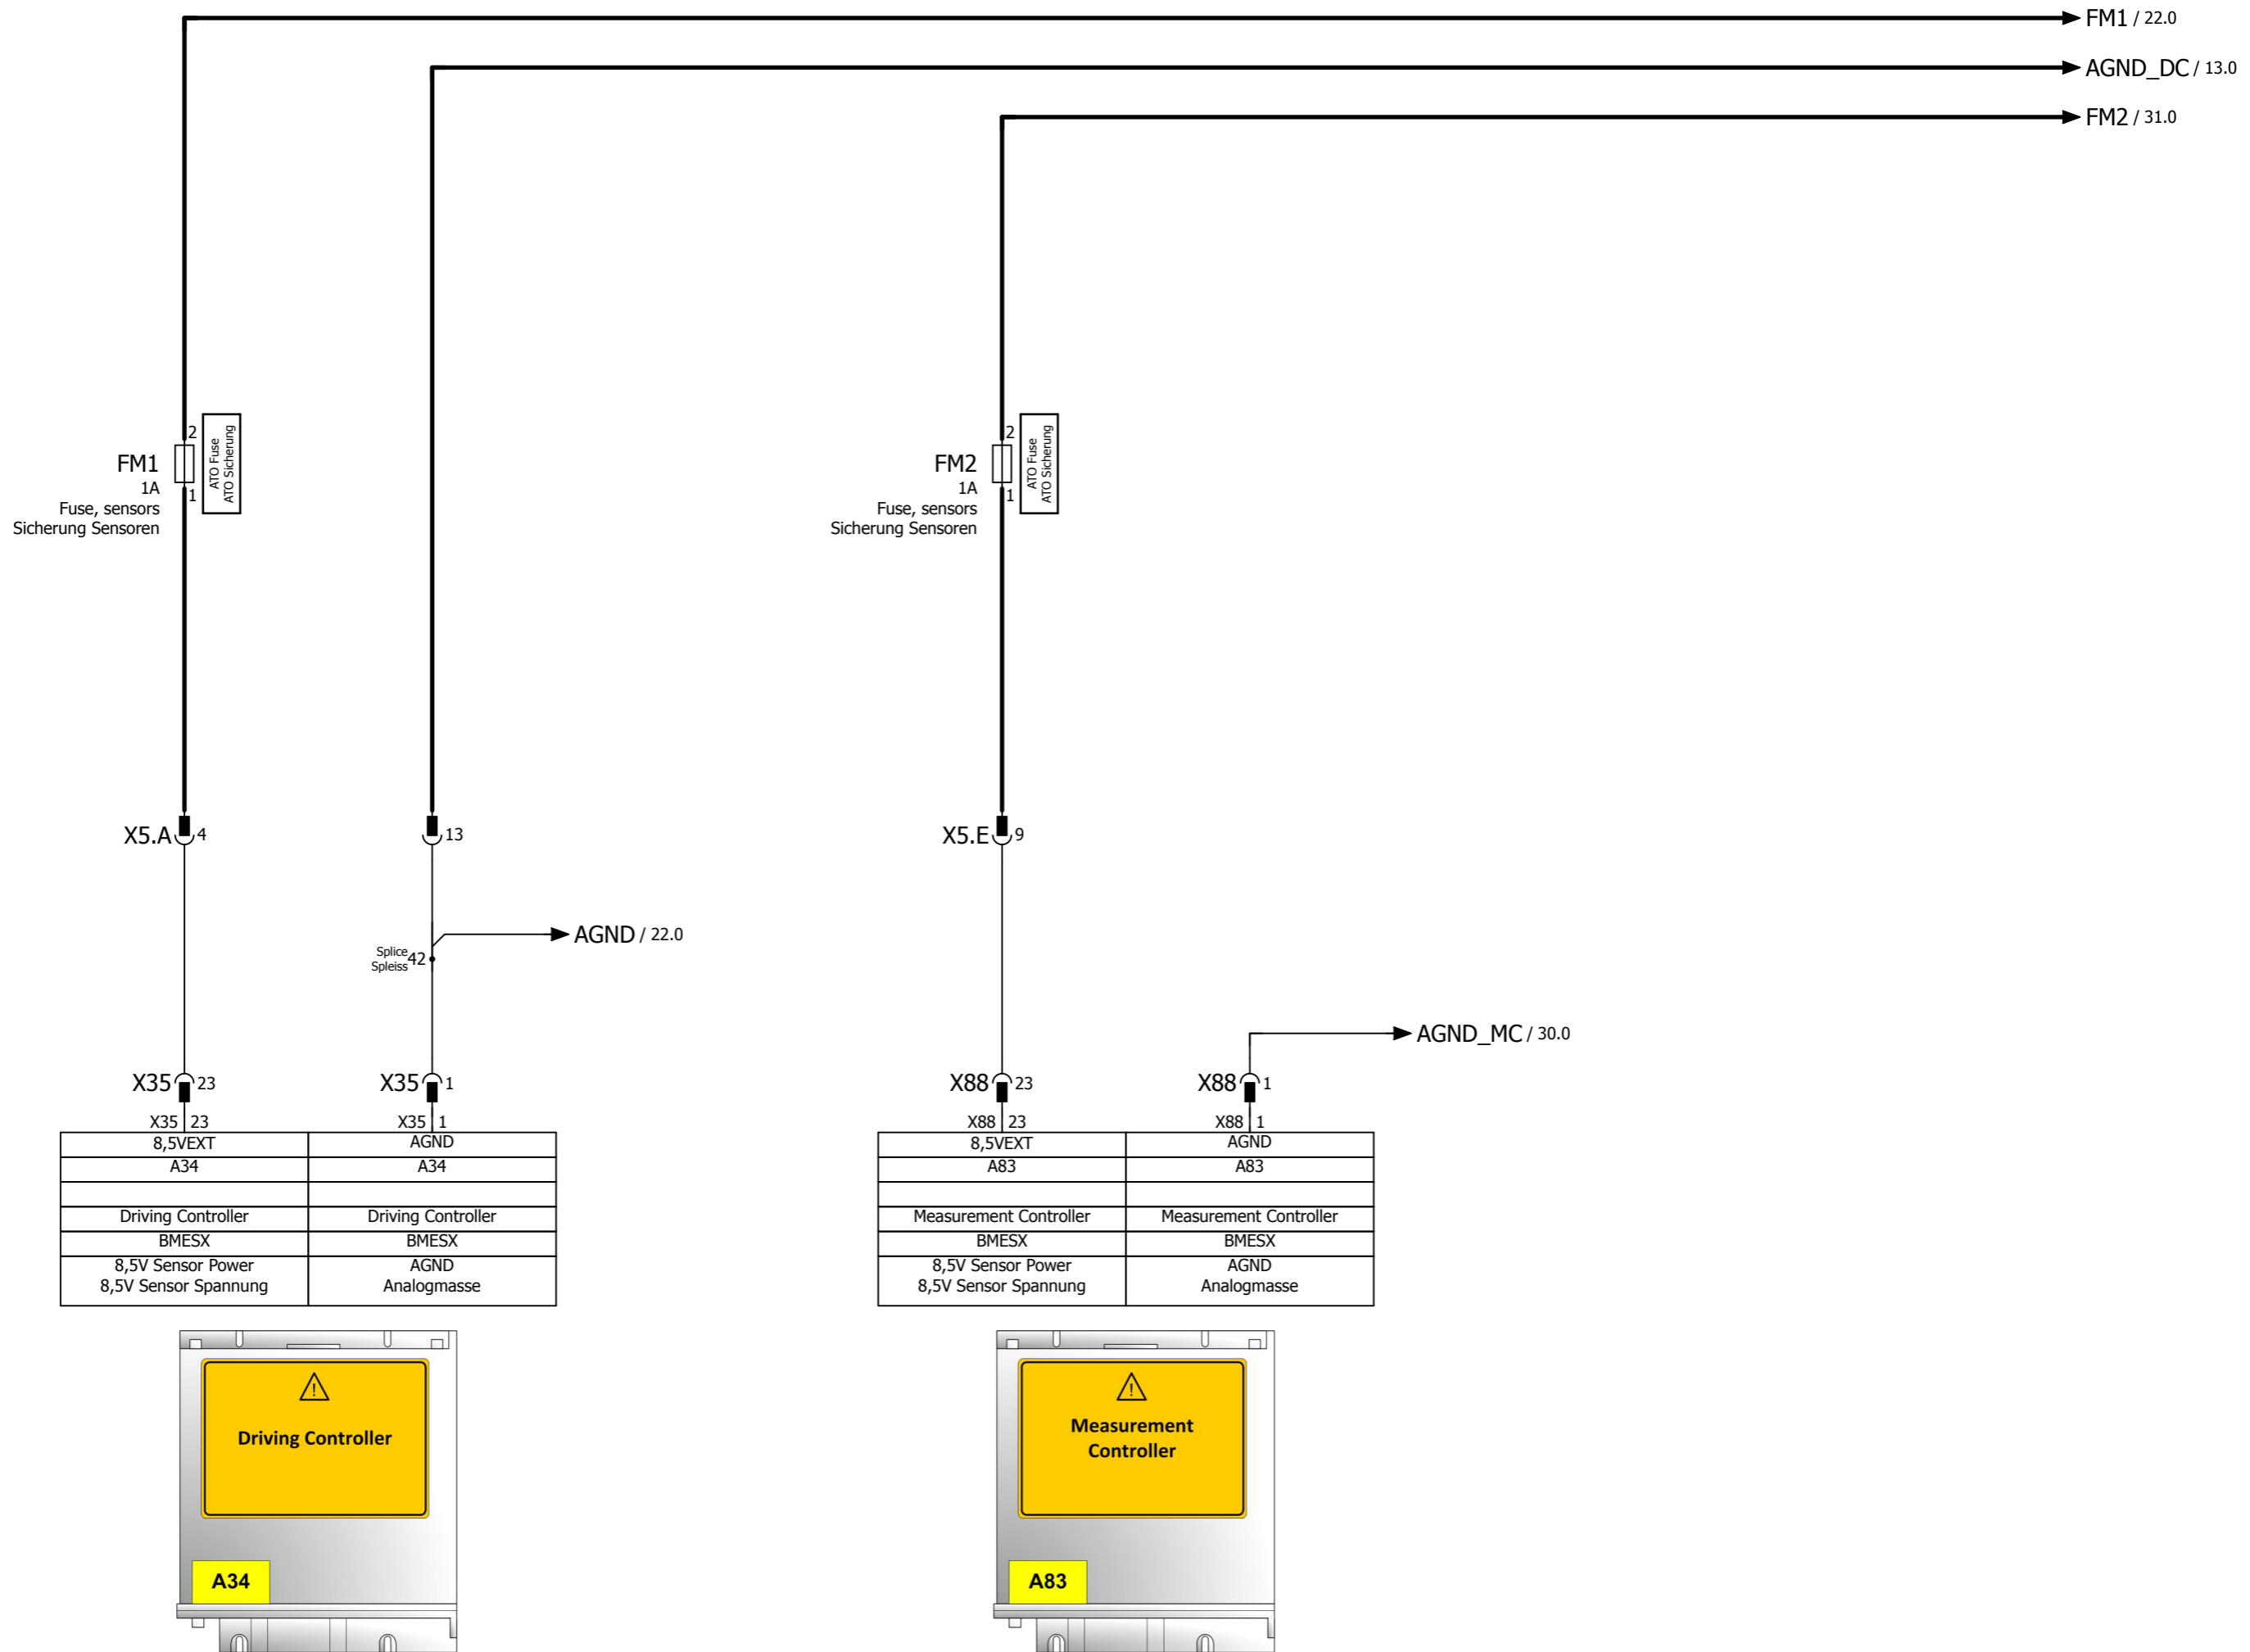 FM1 / 22.0
AGND_DC / 13.0
FM2 / 31.0
2
FM1
1A
1
Fuse, sensors
Sicherung Sensoren
ATO Fuse
ATO Sicherung
2
FM2
1A
1
Fuse, sensors
Sicherung Sensoren
ATO Fuse
ATO Sicherung
X5.A 4
13
X5.E 9
AGND / 22.0
Splice
Spleiss 42
AGND_MC / 30.0
X35 23
X35 1
X88 23
X88 1
X35 23
X35 1
X88 23
X88 1
8,5VEXT AGND
A34 A34
Driving Controller Driving Controller
BMESX BMESX
8,5V Sensor Power AGND
8,5V Sensor Spannung Analogmasse
8,5VEXT AGND
A83 A83
Measurement Controller Measurement Controller
BMESX BMESX
8,5V Sensor Power AGND
8,5V Sensor Spannung Analogmasse
!
Driving Controller
A34
!
Measurement
Controller
A83